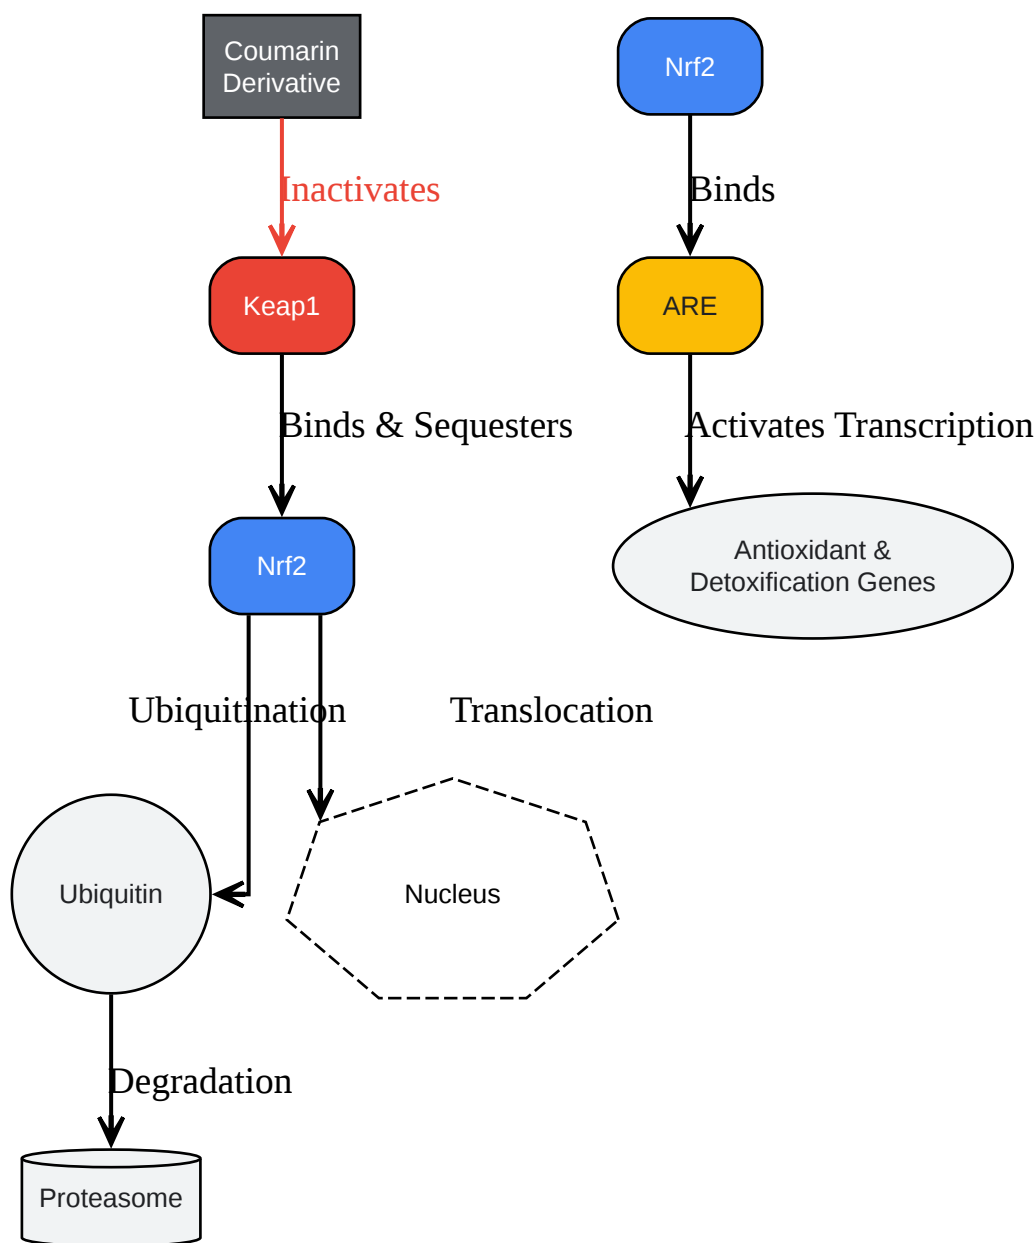 Coumarin
Derivative
Inactivates
Keap1
Binds & Sequesters
Nrf2
Ubiquitination
Translocation
Ubiquitin
Nucleus
Degradation
Proteasome
Nrf2
Binds
ARE
Activates Transcription
Antioxidant &
Detoxification Genes